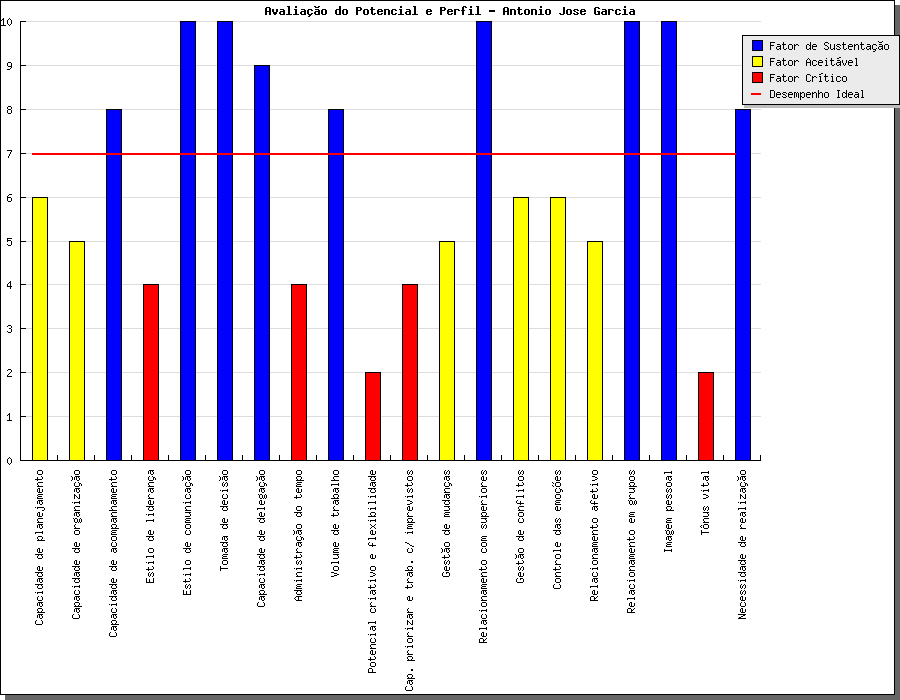 Avaliação do Potencial e Perfil - Antonio Jose Garcia
Fator de Sustentação
Fator Aceitável
Fator Crítico
Desempenho Ideal
10
9
8
7
6
5
4
3
2
1
0
Capacidade de planejamento
Capacidade de organização
Capacidade de acompanhamento
Estilo de liderança
Estilo de comunicação
Tomada de decisão
Capacidade de delegação
Administração do tempo
Volume de trabalho
Potencial criativo e flexibilidade
Cap. priorizar e trab. c/ imprevistos
Gestão de mudanças
Relacionamento com superiores
Gestão de conflitos
Controle das emoções
Relacionamento afetivo
Relacionamento em grupos
Imagem pessoal
Tônus vital
Necessidade de realização